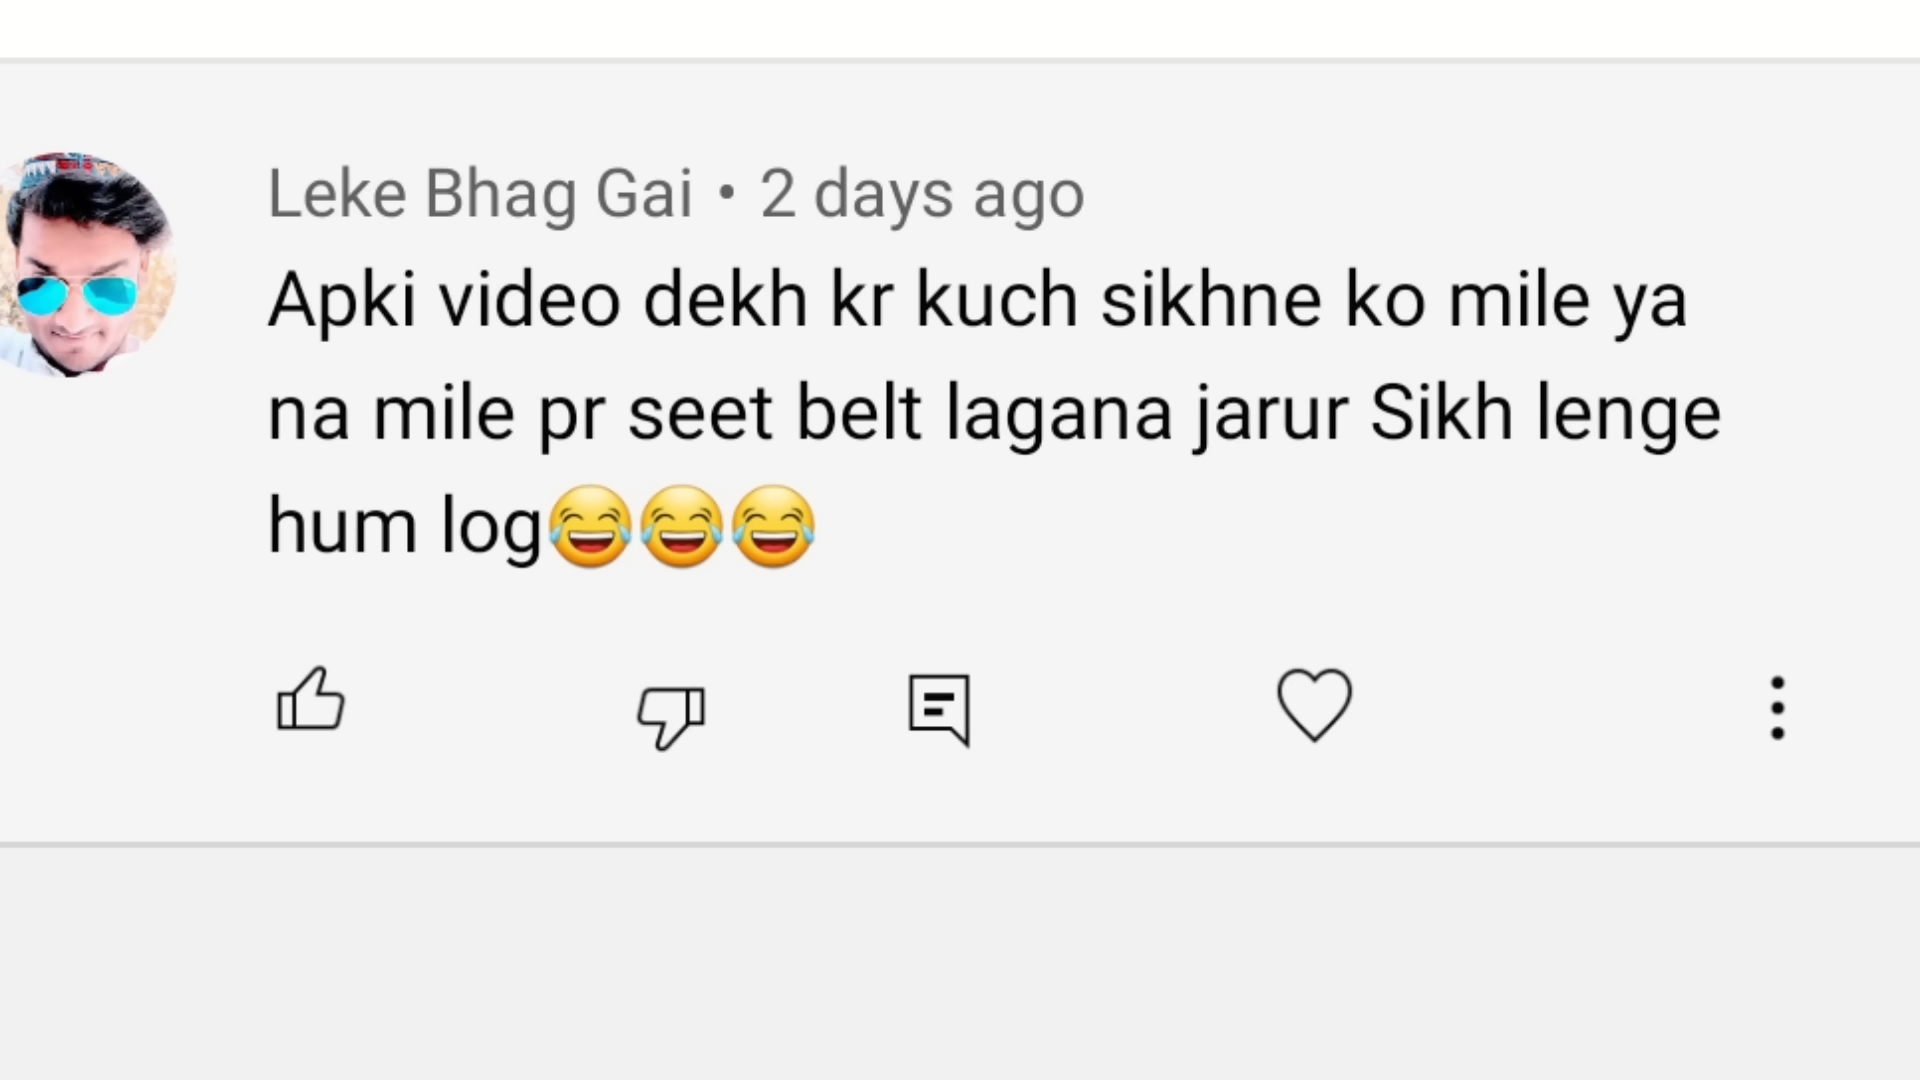 Leke Bhag Gai • 2 days ago
Apki video dekh kr kuch sikhne ko mile ya
na mile pr seet belt lagana jarur Sikh lenge
hum log😂😂😂